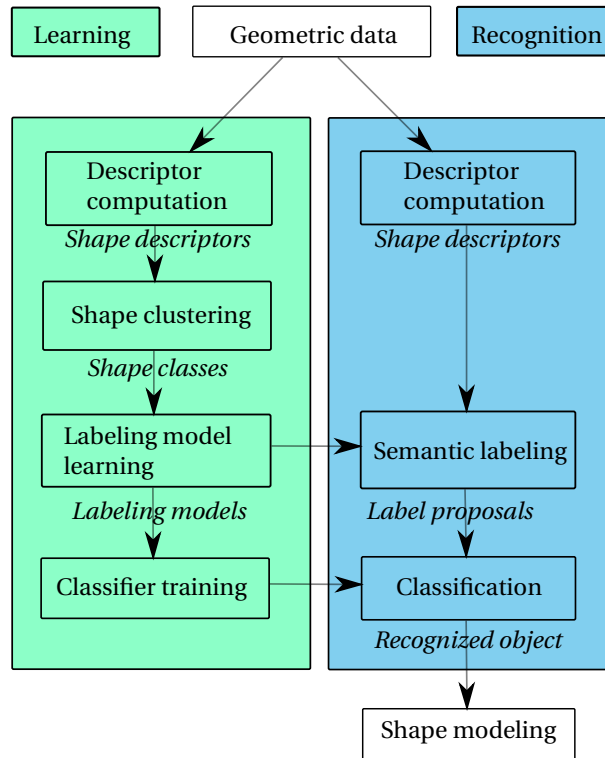 Learning
Geometric data
Recognition
Descriptor
computation
Shape descriptors
Shape clustering
Shape classes
Labeling model
learning
Labeling models
Classifier training
Descriptor
computation
Shape descriptors
Semantic labeling
Label proposals
Classification
Recognized object
Shape modeling